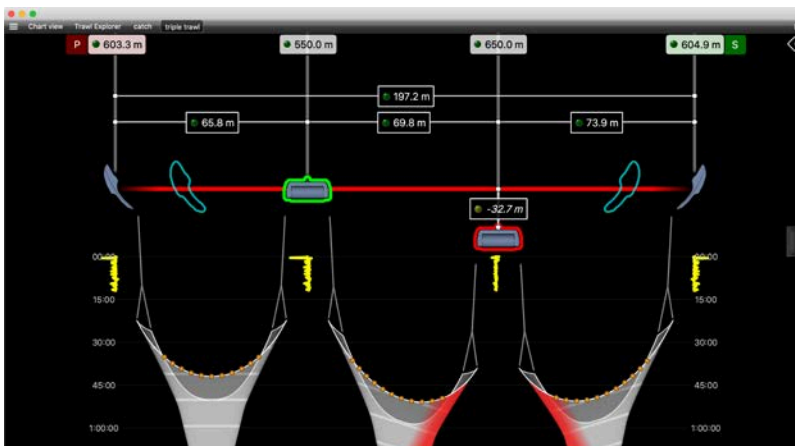 Chart view Trawl Explorer catch triple trawl
P 603.3 m 550.0 m 650.0 m 604.9 m S
197.2 m
65.8 m 69.8 m 73.9 m
-32.7 m
00:00 00:00
15:00 15:00
30:00 30:00
45:00 45:00
1:00:00 1:00:00